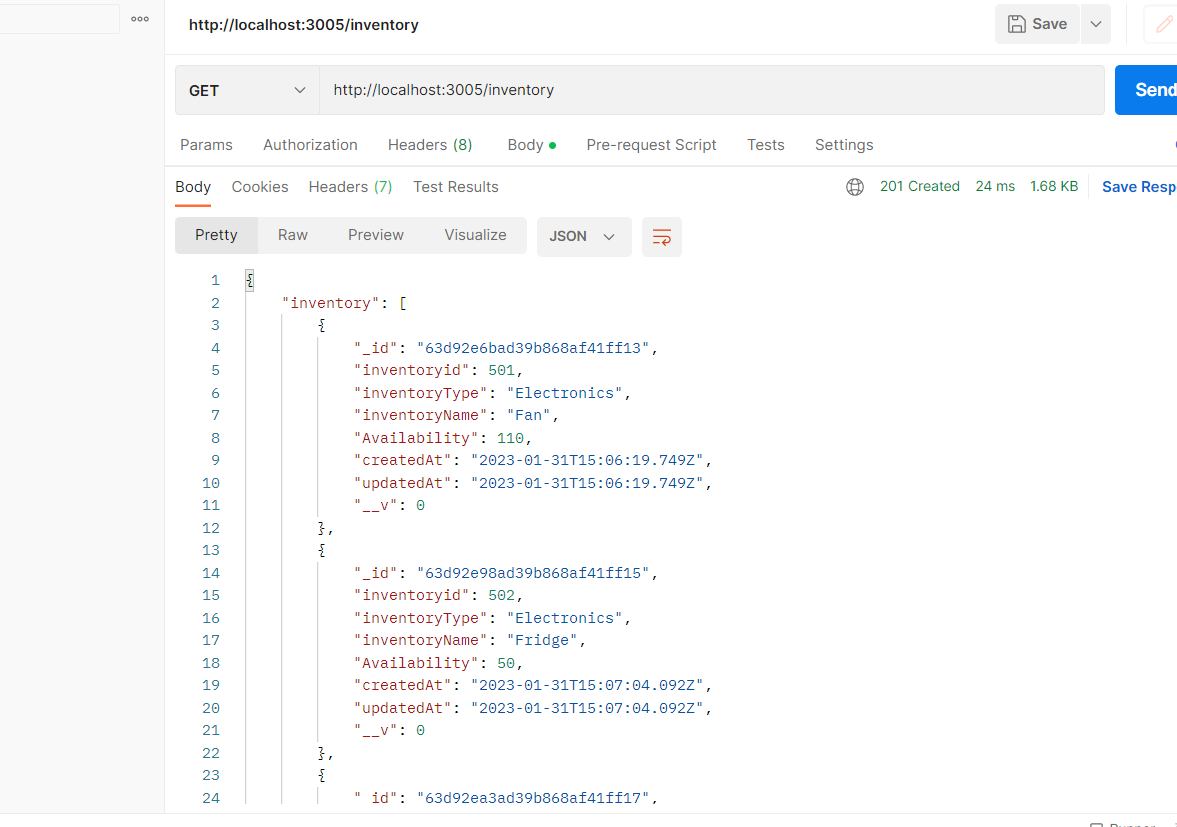 http://localhost:3005/inventory
Save
GET
http://localhost:3005/inventory
Send
Params Authorization Headers (8) Body Pre-request Script Tests Settings
Body Cookies Headers (7) Test Results 201 Created 24 ms 1.68 KB Save Resp
Pretty Raw Preview Visualize JSON
1 {
2 "inventory": [
3 {
4 "_id": "63d92e6bad39b868af41ff13",
5 "inventoryid": 501,
6 "inventoryType": "Electronics",
7 "inventoryName": "Fan",
8 "Availability": 110,
9 "createdAt": "2023-01-31T15:06:19.749Z",
10 "updatedAt": "2023-01-31T15:06:19.749Z",
11 "__v": 0
12 },
13 {
14 "_id": "63d92e98ad39b868af41ff15",
15 "inventoryid": 502,
16 "inventoryType": "Electronics",
17 "inventoryName": "Fridge",
18 "Availability": 50,
19 "createdAt": "2023-01-31T15:07:04.092Z",
20 "updatedAt": "2023-01-31T15:07:04.092Z",
21 "__v": 0
22 },
23 {
24 "_id": "63d92ea3ad39b868af41ff17",